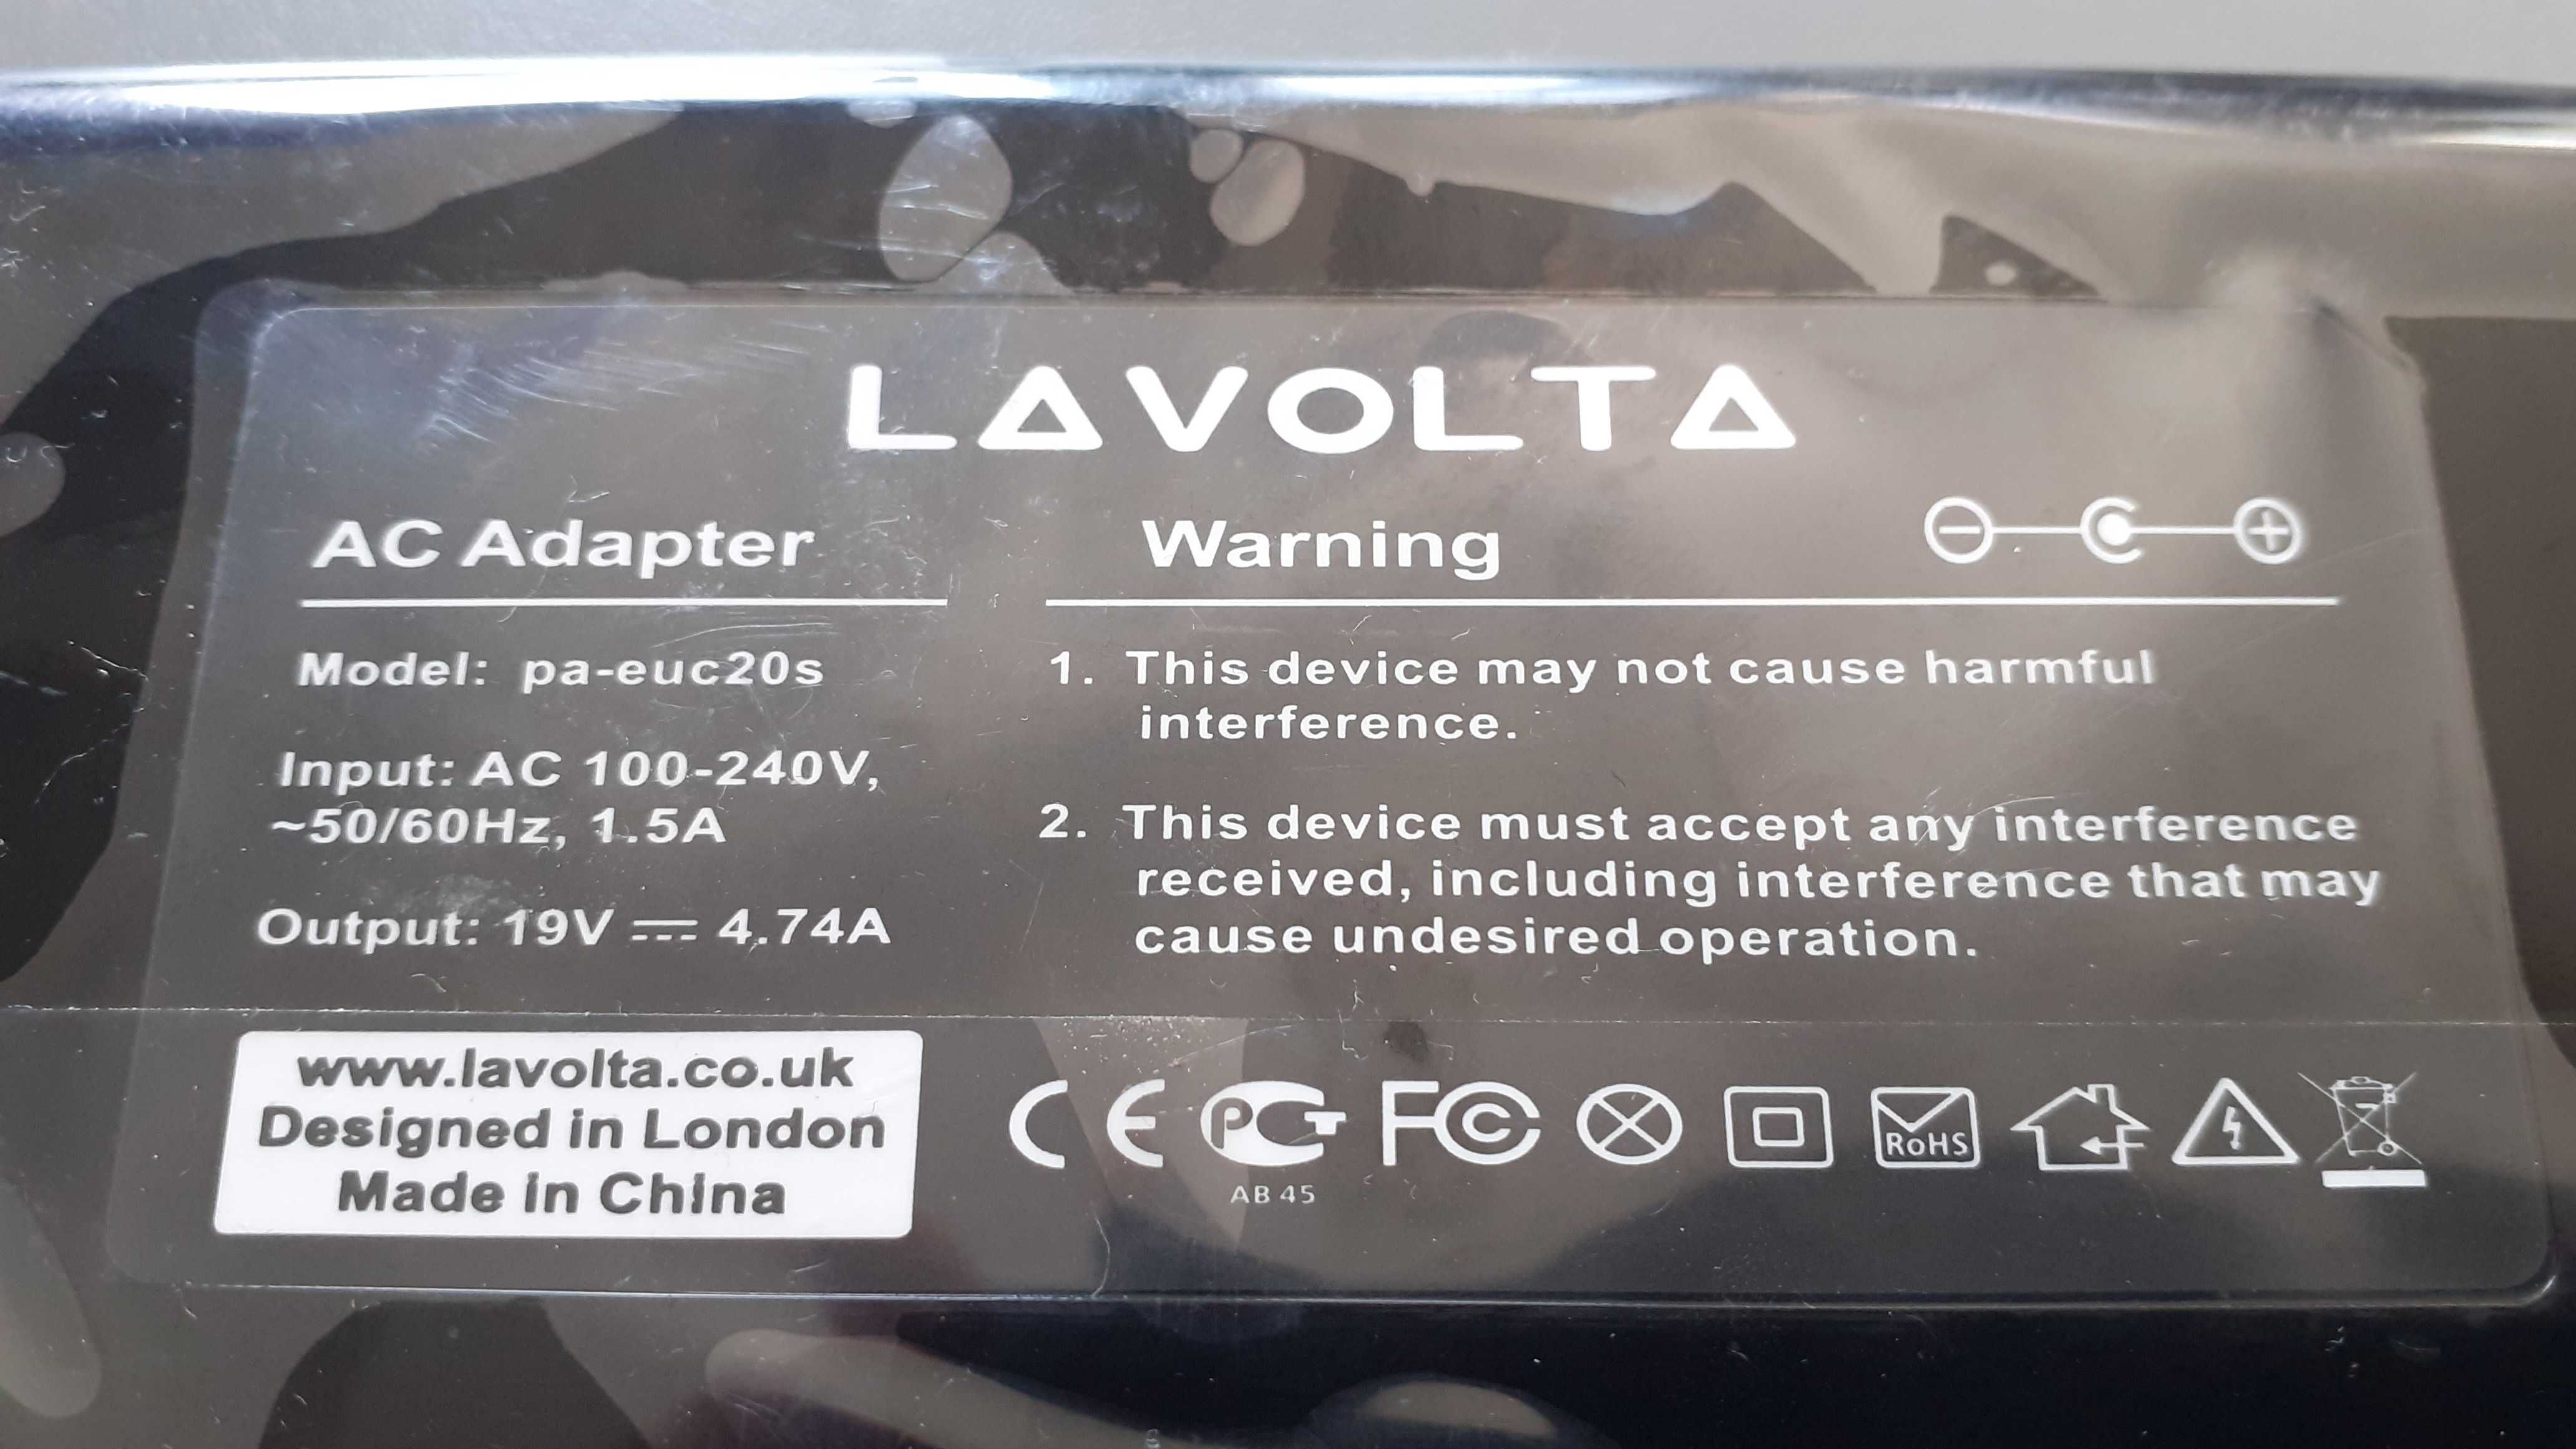 LAVOLTA
AC Adapter
Model: pa-euc20s
Input: AC 100-240V,
~50/60Hz, 1.5A
Output: 19V ⎓ 4.74A
Warning
1. This device may not cause harmful
interference.
2. This device must accept any interference
received, including interference that may
cause undesired operation.
www.lavolta.co.uk
Designed in London
Made in China
CE PCT FC RoHS
AB 45